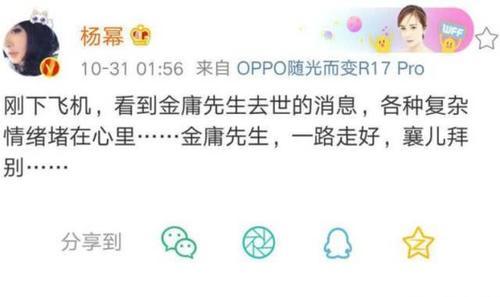 杨幂
WFF
10-31 01:56 来自 OPPO随光而变R17 Pro
刚下飞机，看到金庸先生去世的消息，各种复杂
情绪堵在心里……金庸先生，一路走好，襄儿拜
别……
分享到